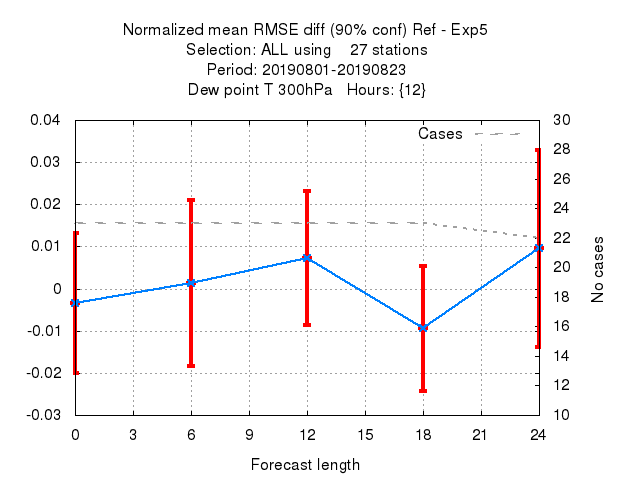 Normalized mean RMSE diff (90% conf) Ref - Exp5
Selection: ALL using    27 stations
Period: 20190801-20190823
Dew point T 300hPa   Hours: {12}
Cases
0.04
0.03
0.02
0.01
0
-0.01
-0.02
-0.03
30
28
26
24
22
20
18
16
14
12
10
No cases
0 3 6 9 12 15 18 21 24
Forecast length